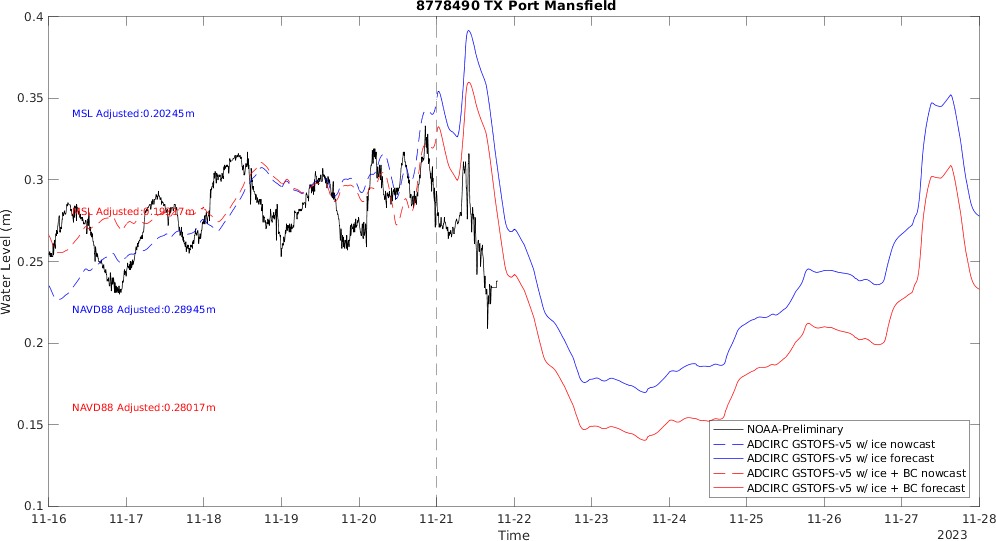 8778490 TX Port Mansfield
0.4
0.35
0.3
0.25
0.2
0.15
0.1
Water Level (m)
MSL Adjusted:0.20245m
MSL Adjusted:
NAVD88 Adjusted:0.28945m
NAVD88 Adjusted:0.28017m
NOAA-Preliminary
ADCIRC GSTOFS-v5 w/ ice nowcast
ADCIRC GSTOFS-v5 w/ ice forecast
ADCIRC GSTOFS-v5 w/ ice + BC nowcast
ADCIRC GSTOFS-v5 w/ ice + BC forecast
11-16 11-17 11-18 11-19 11-20 11-21 11-22 11-23 11-24 11-25 11-26 11-27 11-28
Time
2023